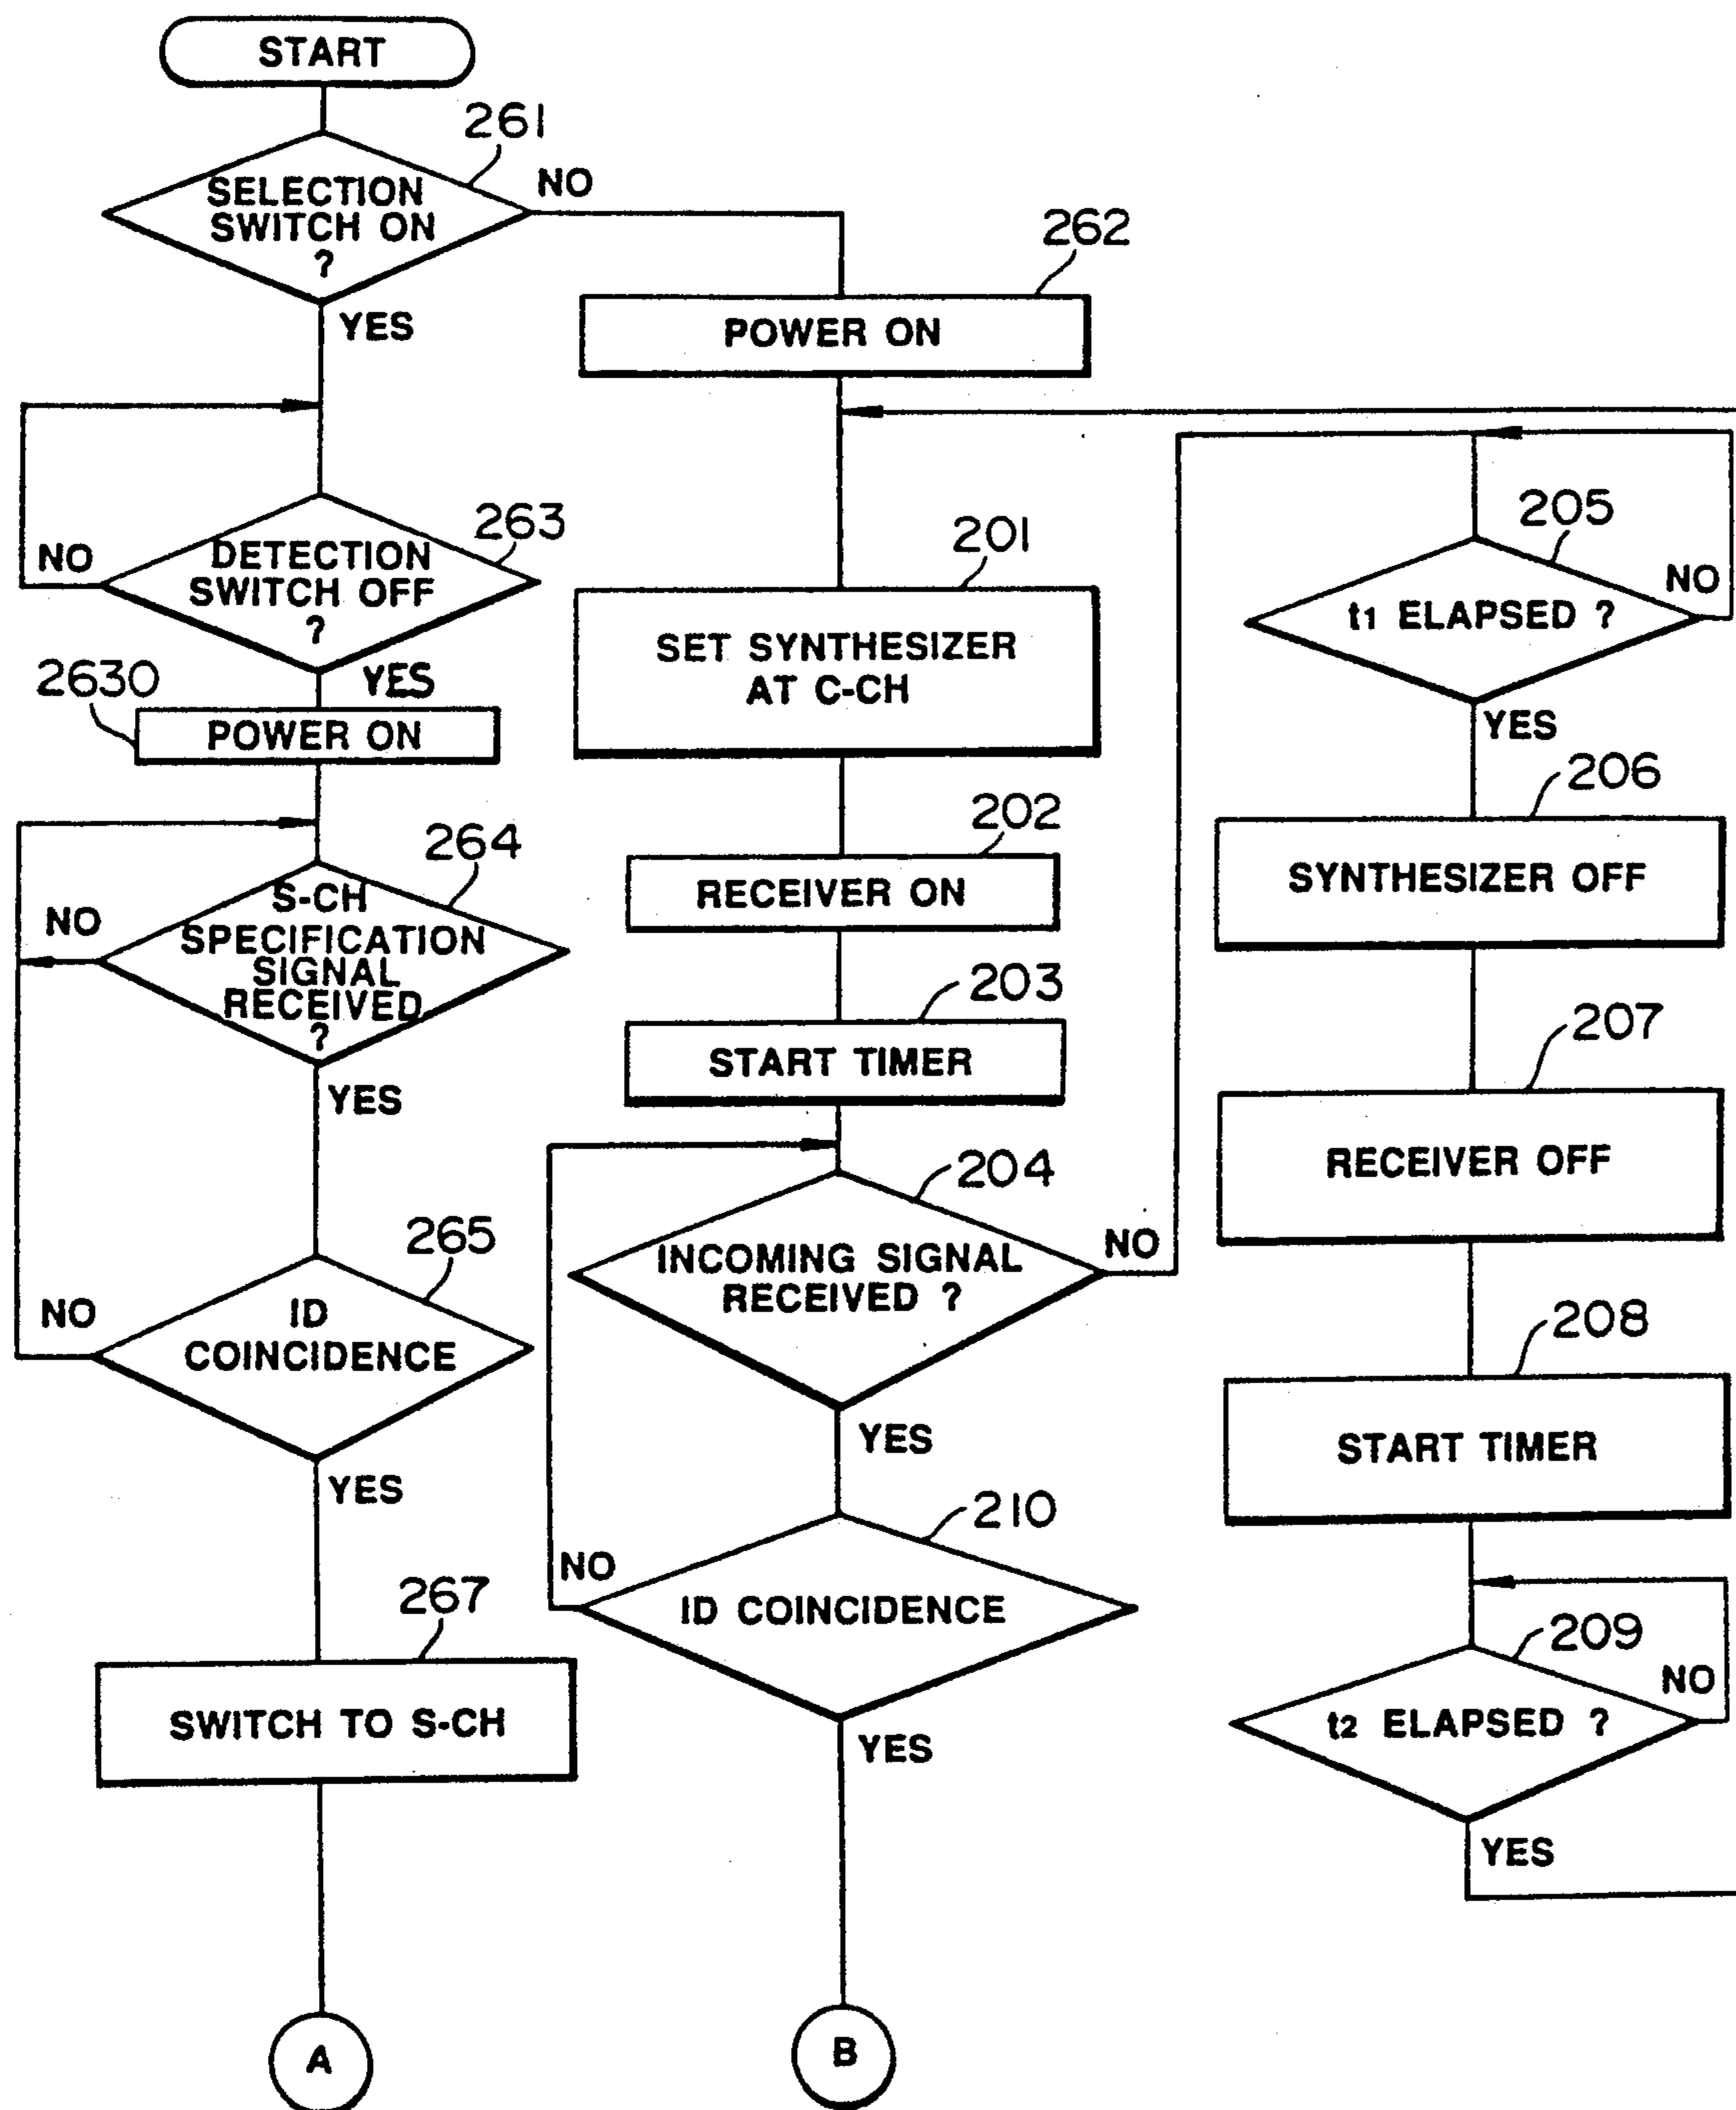 START
261
SELECTION
SWITCH ON
?
NO
YES
262
POWER ON
263
DETECTION
SWITCH OFF
?
NO
YES
2630
POWER ON
264
S-CH
SPECIFICATION
SIGNAL
RECEIVED
?
NO
YES
265
ID
COINCIDENCE
NO
YES
267
SWITCH TO S-CH
A
201
SET SYNTHESIZER
AT C-CH
202
RECEIVER ON
203
START TIMER
204
INCOMING SIGNAL
RECEIVED ?
NO
YES
210
ID COINCIDENCE
NO
YES
B
205
t1 ELAPSED ?
NO
YES
206
SYNTHESIZER OFF
207
RECEIVER OFF
208
START TIMER
209
t2 ELAPSED ?
NO
YES